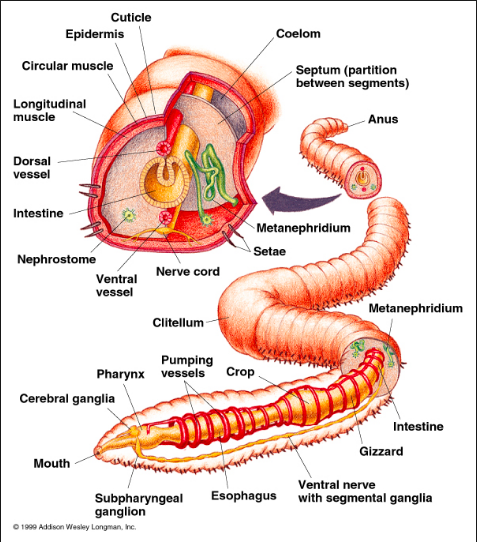 Cuticle
Epidermis
Coelom
Circular muscle
Septum (partition
between segments)
Longitudinal
muscle
Anus
Dorsal
vessel
Intestine
Metanephridium
Setae
Nephrostome
Nerve cord
Ventral
vessel
Metanephridium
Clitellum
Pumping
vessels
Crop
Pharynx
Cerebral ganglia
Intestine
Gizzard
Mouth
Ventral nerve
with segmental ganglia
Esophagus
Subpharyngeal
ganglion
© 1999 Addison Wesley Longman, Inc.